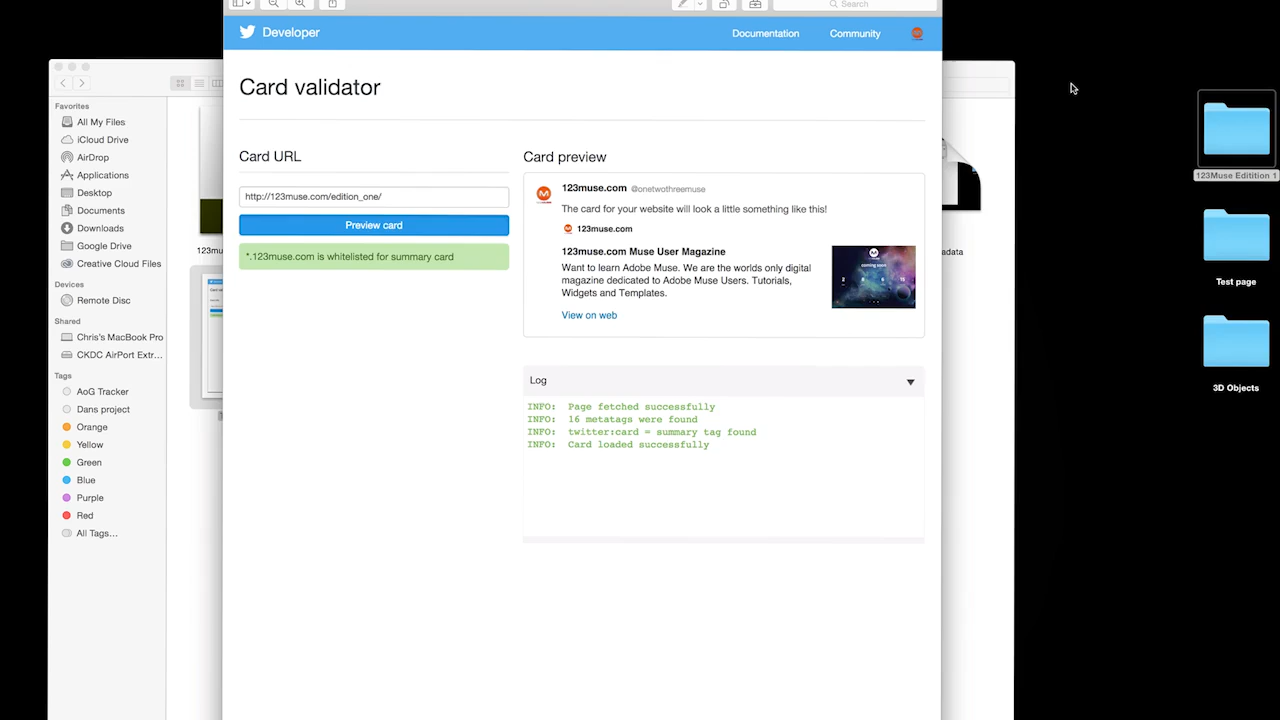 Search
Developer
Documentation
Community
Card validator
Card URL
http://123muse.com/edition_one/
Preview card
*.123muse.com is whitelisted for summary card
Card preview
123muse.com @onetwothreemuse
The card for your website will look a little something like this!
123muse.com
123muse.com Muse User Magazine
Want to learn Adobe Muse. We are the worlds only digital
magazine dedicated to Adobe Muse Users. Tutorials,
Widgets and Templates.
View on web
coming soon
Log
INFO: Page fetched successfully
INFO: 16 metatags were found
INFO: twitter:card = summary tag found
INFO: Card loaded successfully
Favorites
All My Files
iCloud Drive
AirDrop
Applications
Desktop
Documents
Downloads
Google Drive
Creative Cloud Files
Devices
Remote Disc
Shared
Chris's MacBook Pro
CKDC AirPort Extr...
Tags
AoG Tracker
Dans project
Orange
Yellow
Green
Blue
Purple
Red
All Tags...
123mus
adata
123Muse Edition 1
Test page
3D Objects